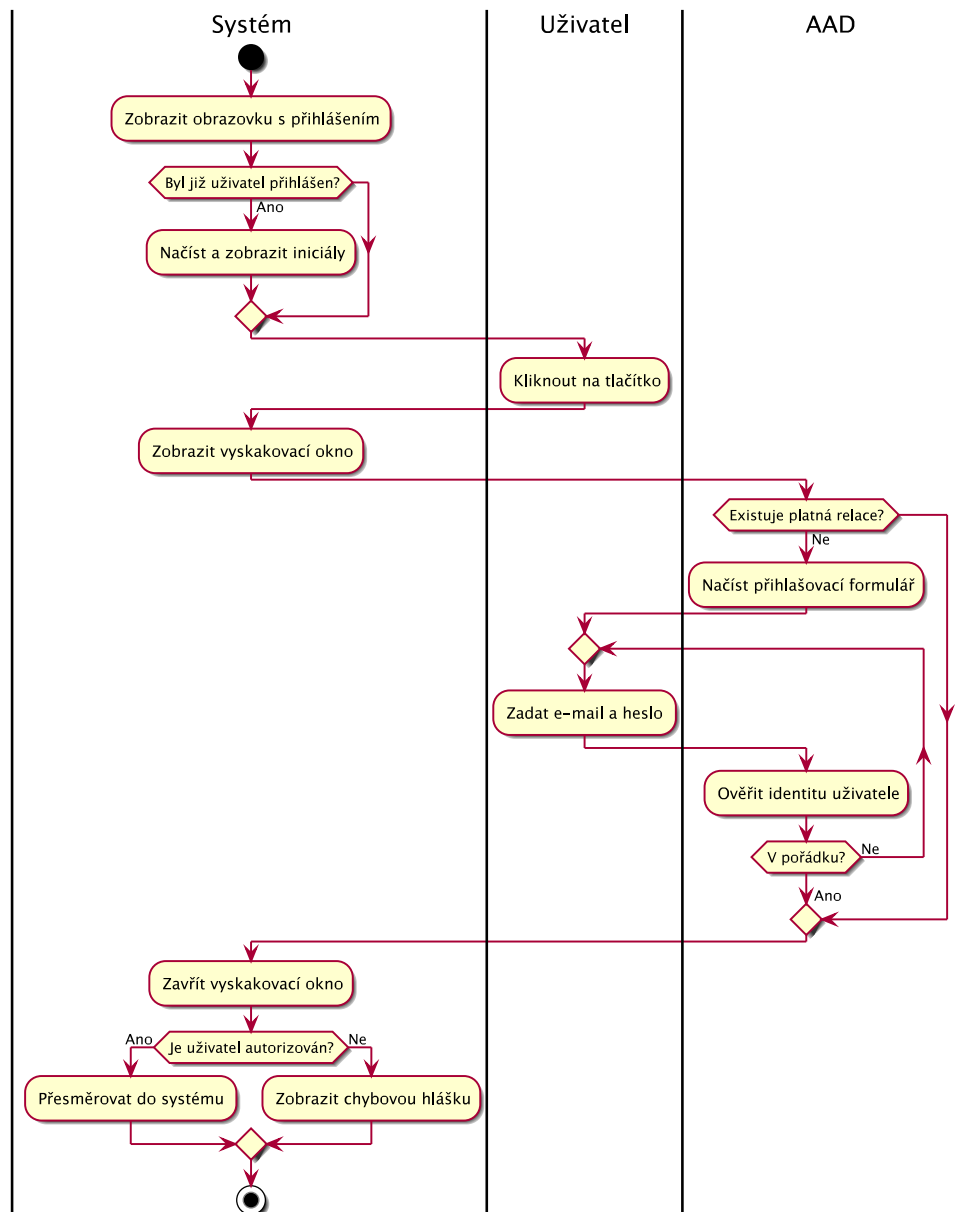 Systém
Uživatel
AAD
Zobrazit obrazovku s přihlášením
Byl již uživatel přihlášen?
Ano
Načíst a zobrazit iniciály
Kliknout na tlačítko
Zobrazit vyskakovací okno
Existuje platná relace?
Ne
Načíst přihlašovací formulář
Zadat e-mail a heslo
Ověřit identitu uživatele
V pořádku?
Ne
Ano
Zavřít vyskakovací okno
Ano
Je uživatel autorizován?
Ne
Přesměrovat do systému
Zobrazit chybovou hlášku